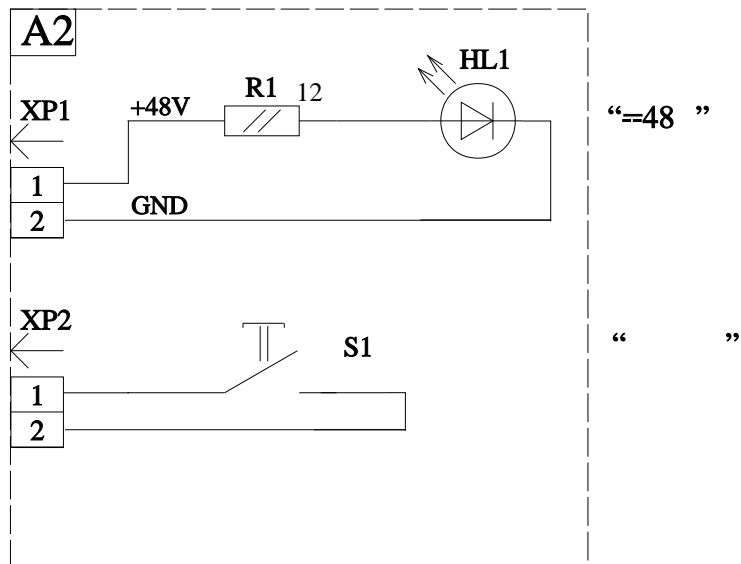 A2
HL1
R1 12
+48V
XP1
“=48 ”
1
GND
2
XP2
S1
“ ”
1
2